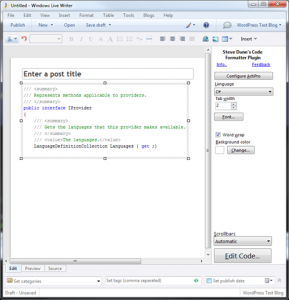 Untitled - Windows Live Writer
File Edit View Insert Format Table Tools Blogs Help
Publish New Open Save WordPress Test Blog
Insert
Enter a post title
/// <summary>
/// Represents methods applicable to providers.
/// </summary>
public interface IProvider
{
/// <summary>
/// Gets the languages that this provider makes available.
/// </summary>
/// <value>The languages.</value>
LanguageDefinitionCollection Languages { get ;}
Steve Dunn's Code
Formatter Plugin
Info.. Feedback
Configure AutoPro
Language
C#
Tab width
2
Font...
Word wrap
Background color
Change...
Scrollbars
Automatic
Edit Code...
Edit Preview Source
Set categories Set tags (comma separated) Set publish date
Draft - Unsaved WordPress Test Blog